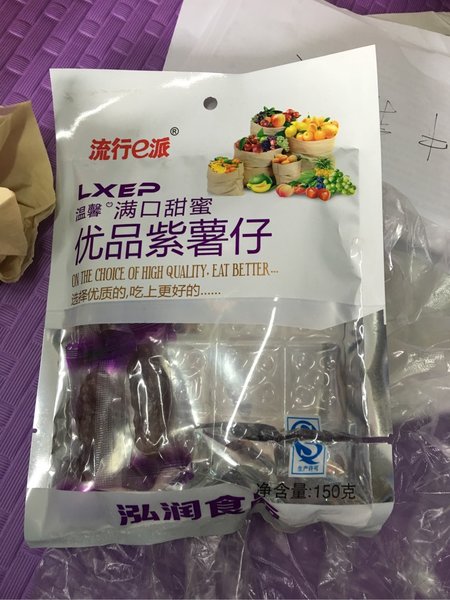 流行e派®
LXEP
温馨 满口甜蜜
优品紫薯仔
ON THE CHOICE OF HIGH QUALITY, EAT BETTER...
选择优质的,吃上更好的......
生产许可
净含量:150克
泓润食